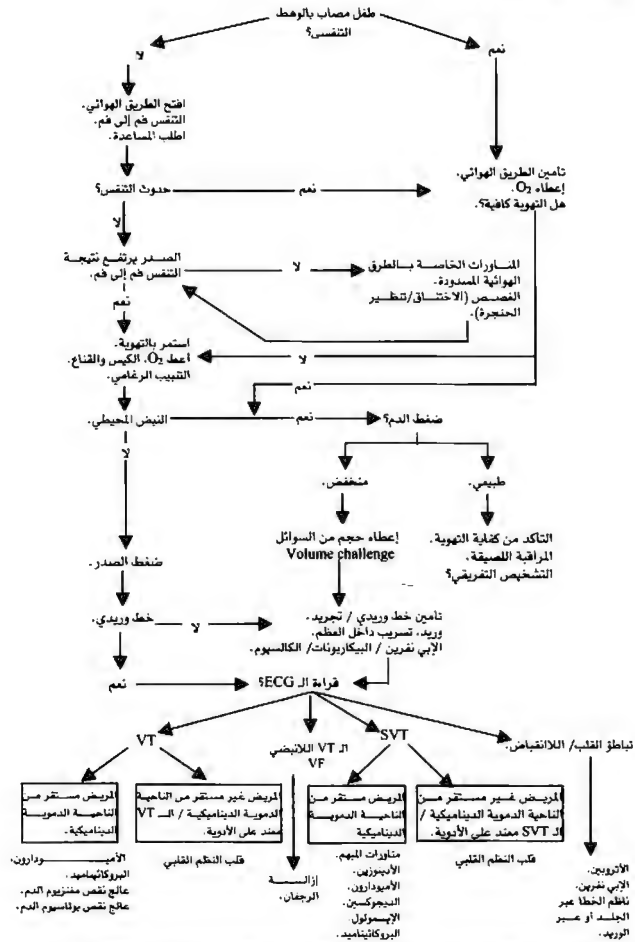 طفل مصاب بالوهط
التنفسي؟
نعم
لا
افتح الطريق الهوائي.
التنفس فم إلى فم.
اطلب المساعدة.
تأمين الطريق الهوائي.
إعطاء O₂.
هل التهوية كافية؟
حدوث التنفس؟
نعم
لا
الصدر يرتفع نتيجة
التنفس فم إلى فم.
لا
المناورات الخاصة بالطرق
الهوائية المسدودة.
القصص (الاختناق/تنظير
الحنجرة).
نعم
استمر بالتهوية.
أعط O₂، الكيس والقناع.
التنبيب الرغامي.
لا
نعم
النبض المحيطي.
نعم
ضغط الدم؟
لا
منخفض.
طبيعي.
إعطاء حجم من السوائل
Volume challenge
التأكد من كفاية التهوية.
المراقبة اللصيقة.
التشخيص التفريقي؟
ضغط الصدر.
خط وريدي.
لا
تأمين خط وريدي / تجريد.
وريد، تسريب داخل العظم.
الإبي نفرين / البيكاربونات/ الكالسيوم.
نعم
قراءة الـ ECG؟
VT
الـ VT اللانبضي
VF
SVT
تباطؤ القلب/ اللاانقباض.
المريض مستقر من
الناحية الدموية
الديناميكية.
المريض غير مستقر من الناحية
الدموية الديناميكية / الـ VT
معند على الأدوية.
المريض مستقر من
الناحية الدموية
الديناميكية
المريض غير مستقر من
الناحية الدموية الديناميكية /
الـ SVT معند على الأدوية.
الأميودارون،
البروكائيناميد.
عالج نقص مغنزيوم الدم.
عالج نقص بوتاسيوم الدم.
قلب النظم القلبي
إزالة
الرجفان.
مناورات المبهم.
الأدينوزين.
الأميودارون.
الديجوكسين.
الإيسمولول.
البروكائيناميد.
قلب النظم القلبي
الأتروبين.
الإبي نفرين.
ناظم الخطا عبر
الجلد أو عبر
الوريد.